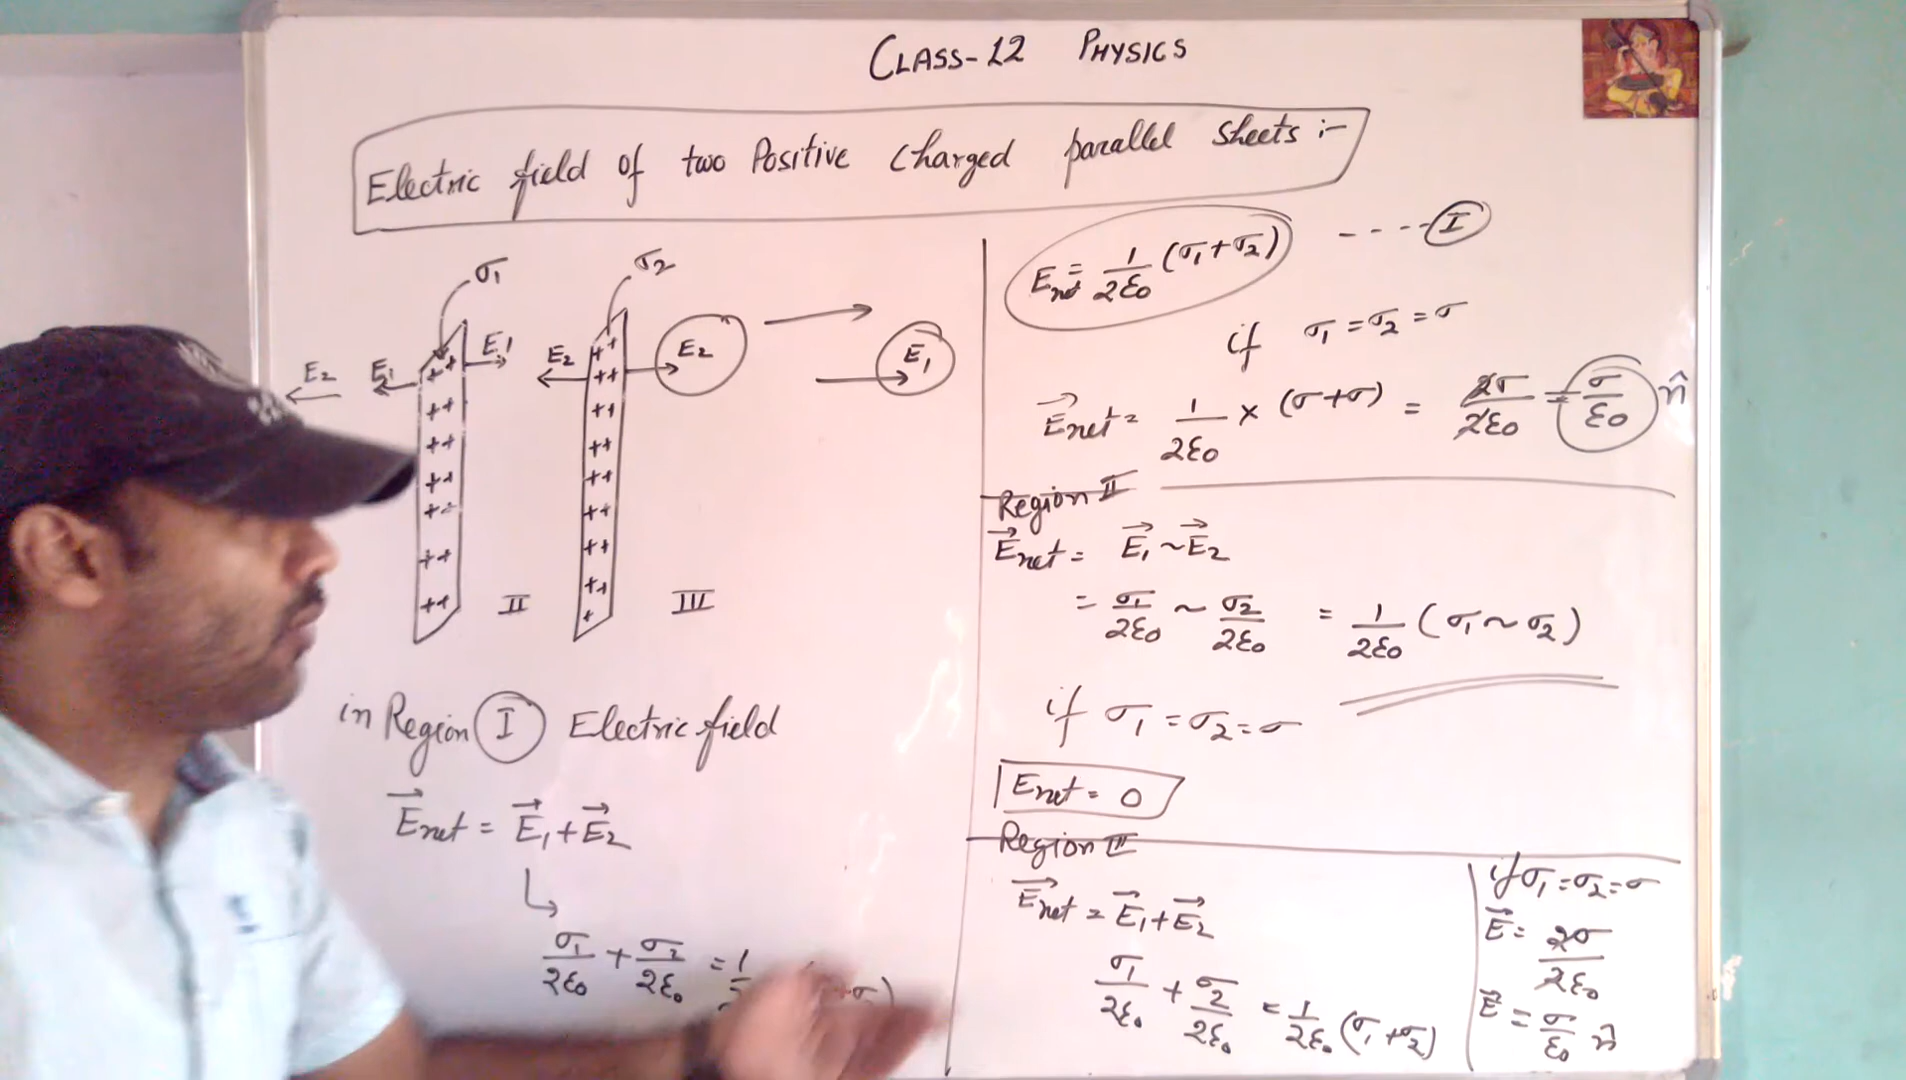 CLASS-12 PHYSICS
Electric field of two Positive Charged parallel Sheets :-
σ₁ σ₂
E₂ E₁ E₁ E₂ E₂ E₁
++ ++
++ ++
++ ++
++ ++
++ ++
++ ++
++ ++
++ ++
+
II III
in Region I Electric field
E⃗net = E⃗₁ + E⃗₂
σ₁/2ε₀ + σ₂/2ε₀ = 1
Enet = 1/2ε₀ (σ₁ + σ₂) ---- I
if σ₁ = σ₂ = σ
E⃗net = 1/2ε₀ × (σ + σ) = 2σ/2ε₀ = σ/ε₀ n̂
Region II
E⃗net = E⃗₁ ~ E⃗₂
= σ₁/2ε₀ ~ σ₂/2ε₀ = 1/2ε₀ (σ₁ ~ σ₂)
if σ₁ = σ₂ = σ
Enet = 0
Region III
E⃗net = E⃗₁ + E⃗₂
σ₁/2ε₀ + σ₂/2ε₀ = 1/2ε₀ (σ₁ + σ₂)
if σ₁ = σ₂ = σ
E⃗ = 2σ/2ε₀
E⃗ = σ/ε₀ n̂